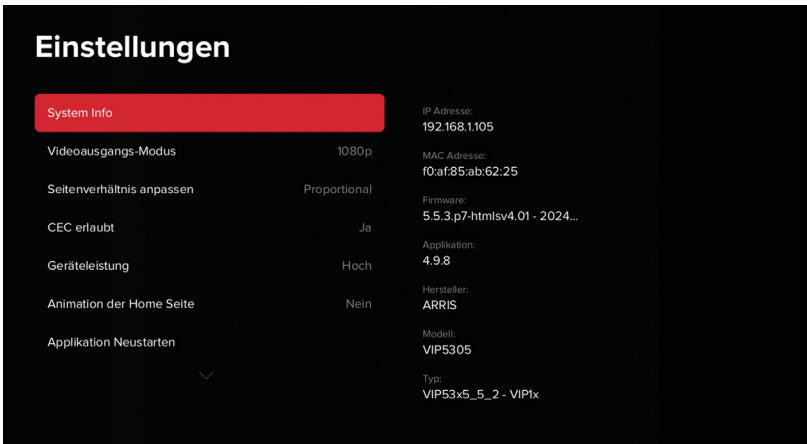 Einstellungen
System Info
Videoausgangs-Modus 1080p
Seitenverhältnis anpassen Proportional
CEC erlaubt Ja
Geräteleistung Hoch
Animation der Home Seite Nein
Applikation Neustarten
IP Adresse:
192.168.1.105
MAC Adresse:
f0:af:85:ab:62:25
Firmware:
5.5.3.p7-htmlsv4.01 - 2024...
Applikation:
4.9.8
Hersteller:
ARRIS
Modell:
VIP5305
Typ:
VIP53x5_5_2 - VIP1x